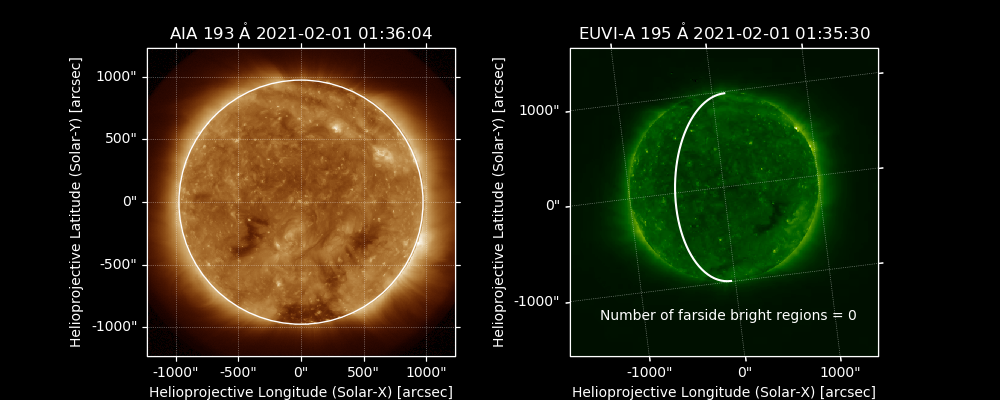 AIA 193 Å 2021-02-01 01:36:04
Helioprojective Latitude (Solar-Y) [arcsec]
1000"
500"
0"
-500"
-1000"
-1000"
-500"
0"
500"
1000"
Helioprojective Longitude (Solar-X) [arcsec]
EUVI-A 195 Å 2021-02-01 01:35:30
Helioprojective Latitude (Solar-Y) [arcsec]
1000"
0"
-1000"
Number of farside bright regions = 0
-1000"
0"
1000"
Helioprojective Longitude (Solar-X) [arcsec]